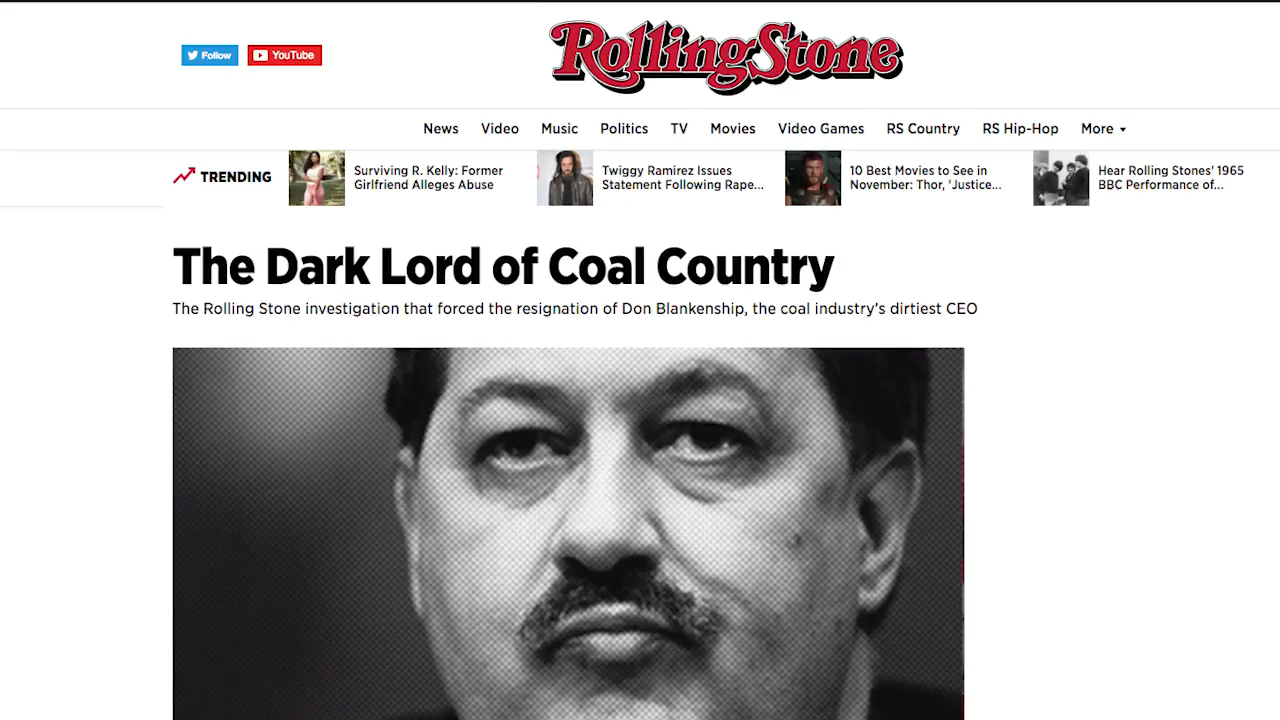 Follow
YouTube
RollingStone
News Video Music Politics TV Movies Video Games RS Country RS Hip-Hop More
TRENDING
Surviving R. Kelly: Former
Girlfriend Alleges Abuse
Twiggy Ramirez Issues
Statement Following Rape...
10 Best Movies to See in
November: Thor, 'Justice...
Hear Rolling Stones' 1965
BBC Performance of...
The Dark Lord of Coal Country
The Rolling Stone investigation that forced the resignation of Don Blankenship, the coal industry's dirtiest CEO